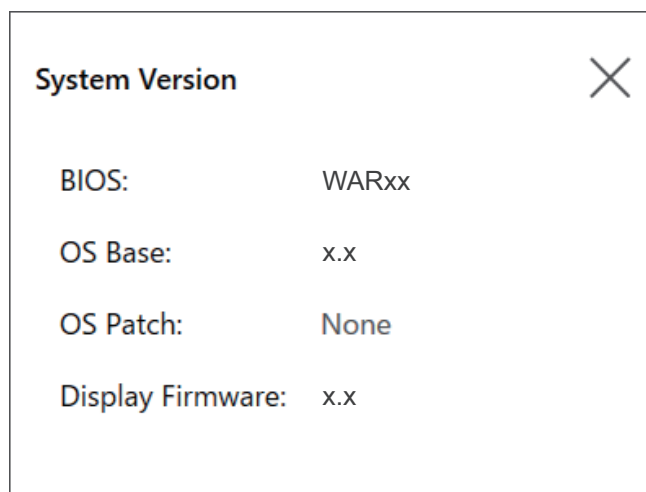 System Version
BIOS: WARxx
OS Base: x.x
OS Patch: None
Display Firmware: x.x